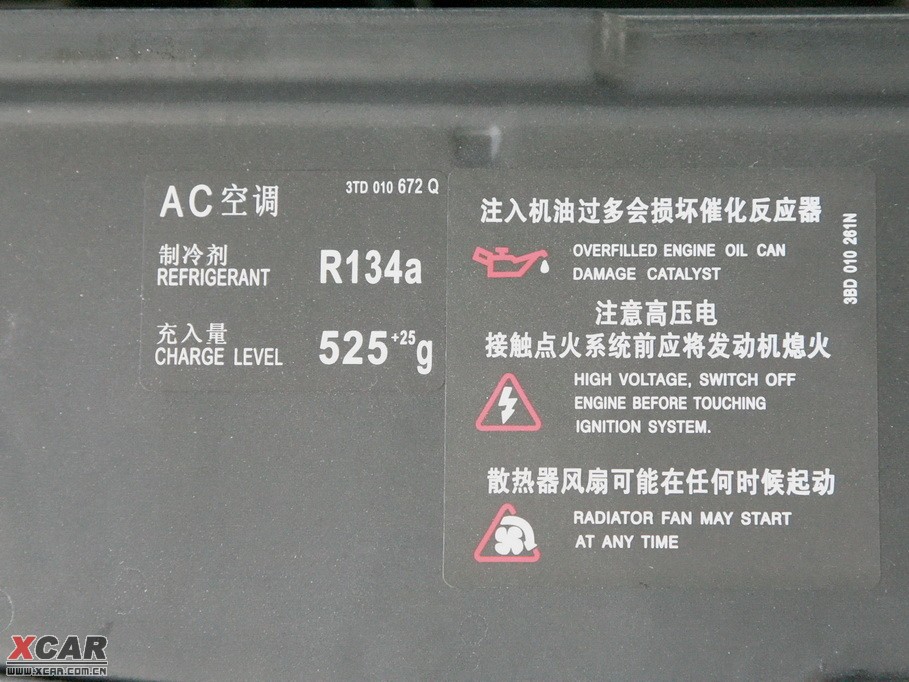 AC空调
3TD 010 672 Q
制冷剂
REFRIGERANT
R134a
充入量
CHARGE LEVEL
525+25g
注入机油过多会损坏催化反应器
OVERFILLED ENGINE OIL CAN
DAMAGE CATALYST
3BD 010 261N
注意高压电
接触点火系统前应将发动机熄火
HIGH VOLTAGE, SWITCH OFF
ENGINE BEFORE TOUCHING
IGNITION SYSTEM.
散热器风扇可能在任何时候起动
RADIATOR FAN MAY START
AT ANY TIME
XCAR
www.xcar.com.cn